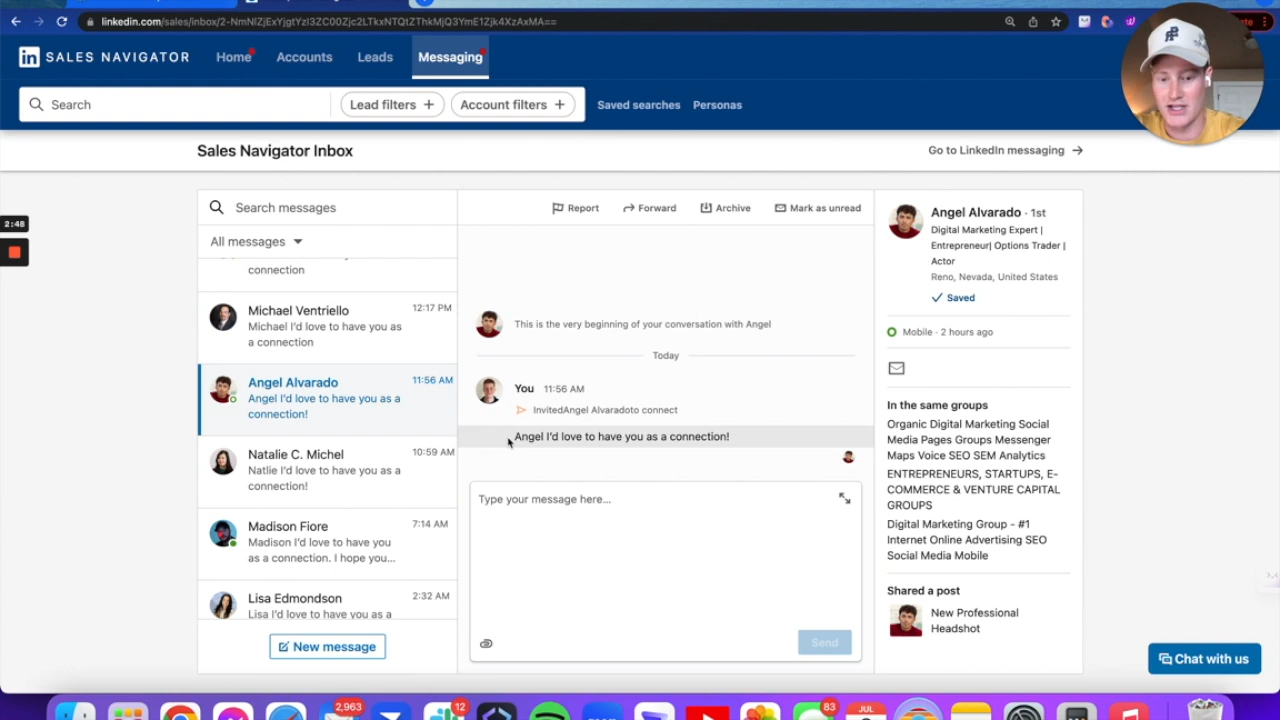 linkedin.com/sales/inbox/2-NmNlZjExYjgtYzI3ZC00Zjc2LTkxNTQtZThkMjQ3YmE1Zjk4XzAxMA==
in SALES NAVIGATOR
Home
Accounts
Leads
Messaging
Search
Lead filters +
Account filters +
Saved searches
Personas
Sales Navigator Inbox
Go to LinkedIn messaging →
2:48
Search messages
All messages
connection
Michael Ventriello 12:17 PM
Michael I'd love to have you as
a connection
Angel Alvarado 11:56 AM
Angel I'd love to have you as a
connection!
Natalie C. Michel 10:59 AM
Natlie I'd love to have you as a
connection!
Madison Fiore 7:14 AM
Madison I'd love to have you
as a connection. I hope you...
Lisa Edmondson 2:32 AM
Lisa I'd love to have you as a
New message
Report
Forward
Archive
Mark as unread
This is the very beginning of your conversation with Angel
Today
You 11:56 AM
InvitedAngel Alvaradoto connect
Angel I'd love to have you as a connection!
Type your message here...
Send
Angel Alvarado · 1st
Digital Marketing Expert |
Entrepreneur| Options Trader |
Actor
Reno, Nevada, United States
Saved
Mobile · 2 hours ago
In the same groups
Organic Digital Marketing Social
Media Pages Groups Messenger
Maps Voice SEO SEM Analytics
ENTREPRENEURS, STARTUPS, E-
COMMERCE & VENTURE CAPITAL
GROUPS
Digital Marketing Group - #1
Internet Online Advertising SEO
Social Media Mobile
Shared a post
New Professional
Headshot
Chat with us
2,963
12
83
JUL